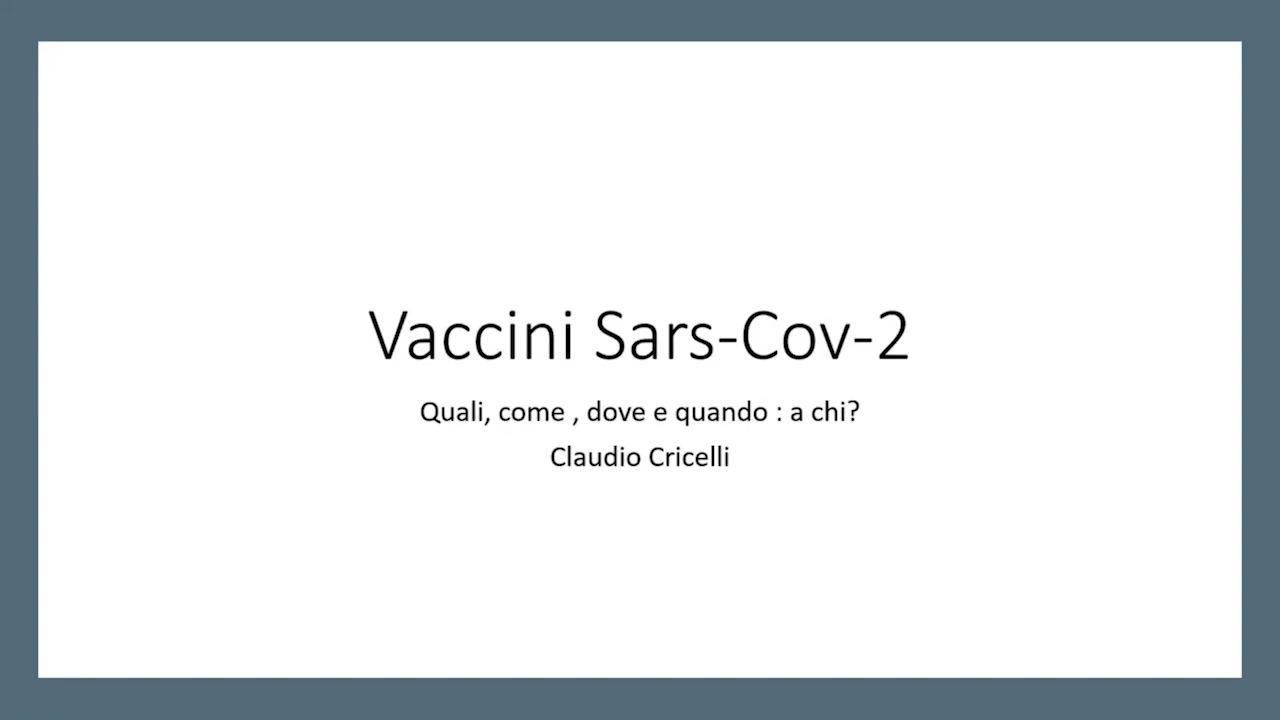 Vaccini Sars-Cov-2
Quali, come , dove e quando : a chi?
Claudio Cricelli